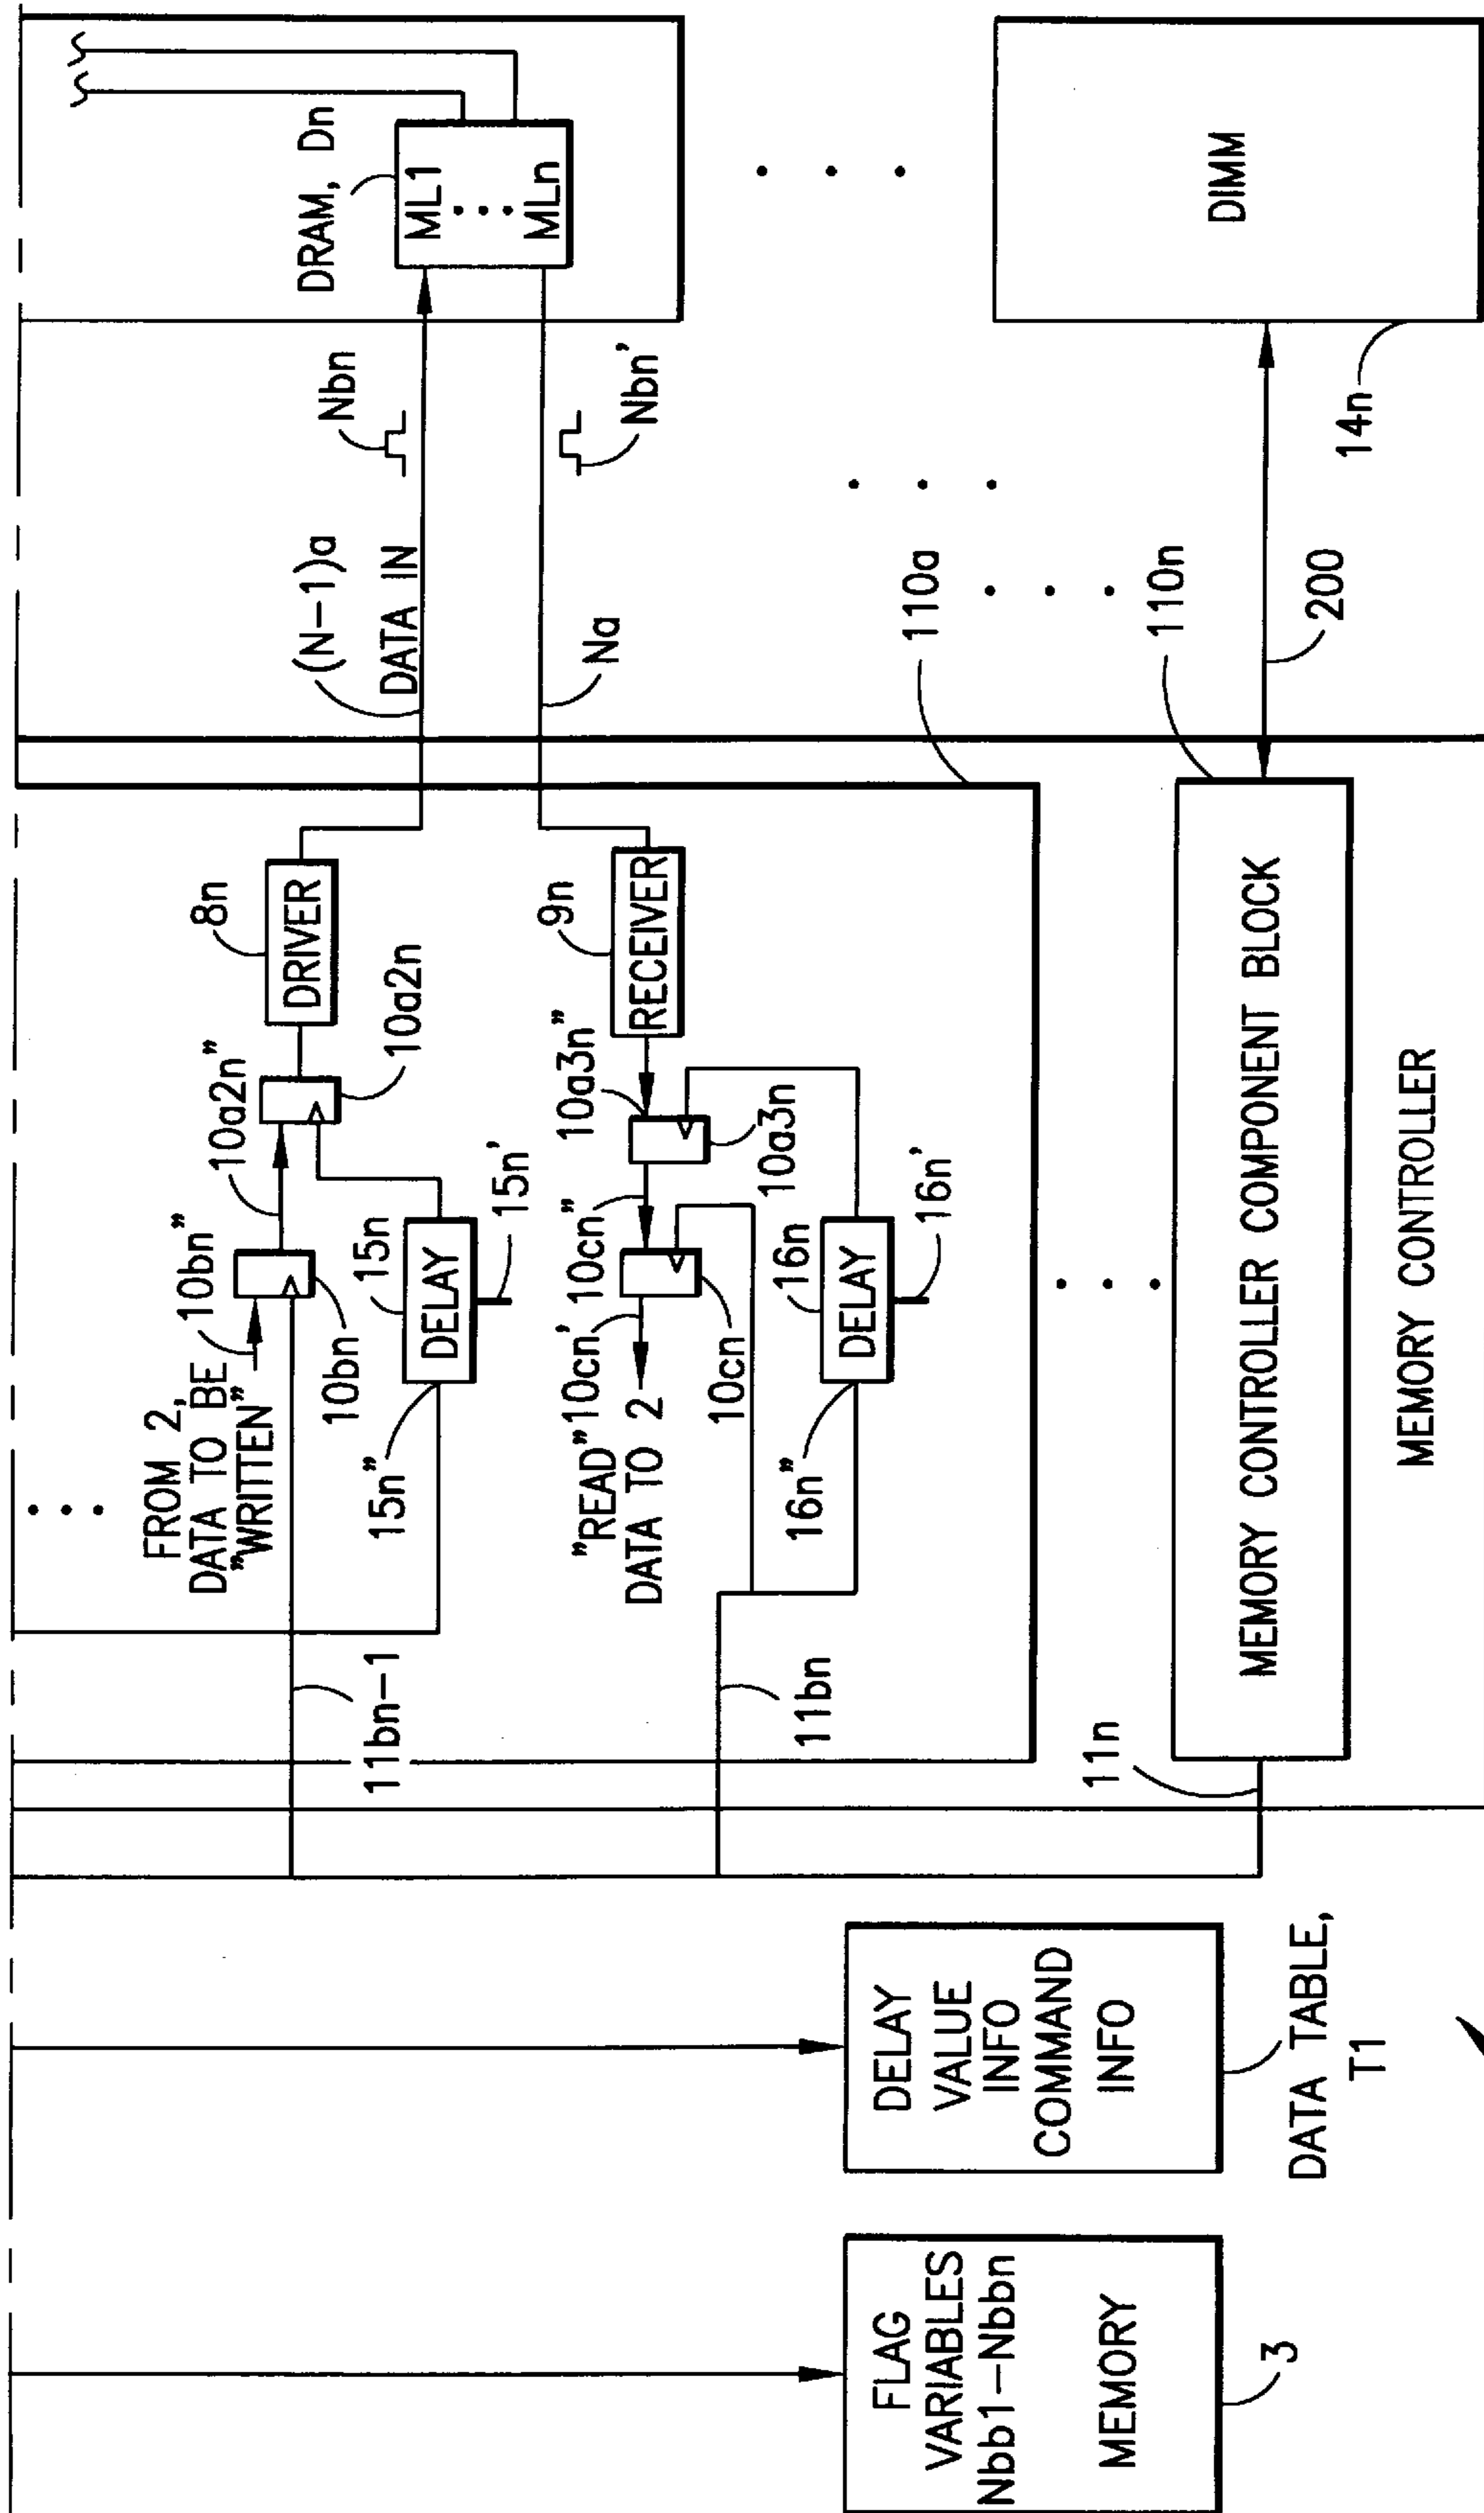 FLAG
VARIABLES
Nbb1–Nbbn
MEMORY
3
DELAY
VALUE
INFO
COMMAND
INFO
DATA TABLE,
T1
FROM 2,
DATA TO BE
"WRITTEN"
10bn"
10bn
10a2n"
10a2n
8n
DRIVER
11bn-1
15n"
15n
DELAY
15n'
"READ"
DATA TO 2
10cn'
10cn"
10cn
10a3n"
10a3n
9n
RECEIVER
11bn
16n"
16n
DELAY
16n'
11n
MEMORY CONTROLLER COMPONENT BLOCK
MEMORY CONTROLLER
110a
110n
(N-1)a
DATA IN
Na
Nbn
Nbn'
DRAM, Dn
ML1
MLn
200
14n
DIMM